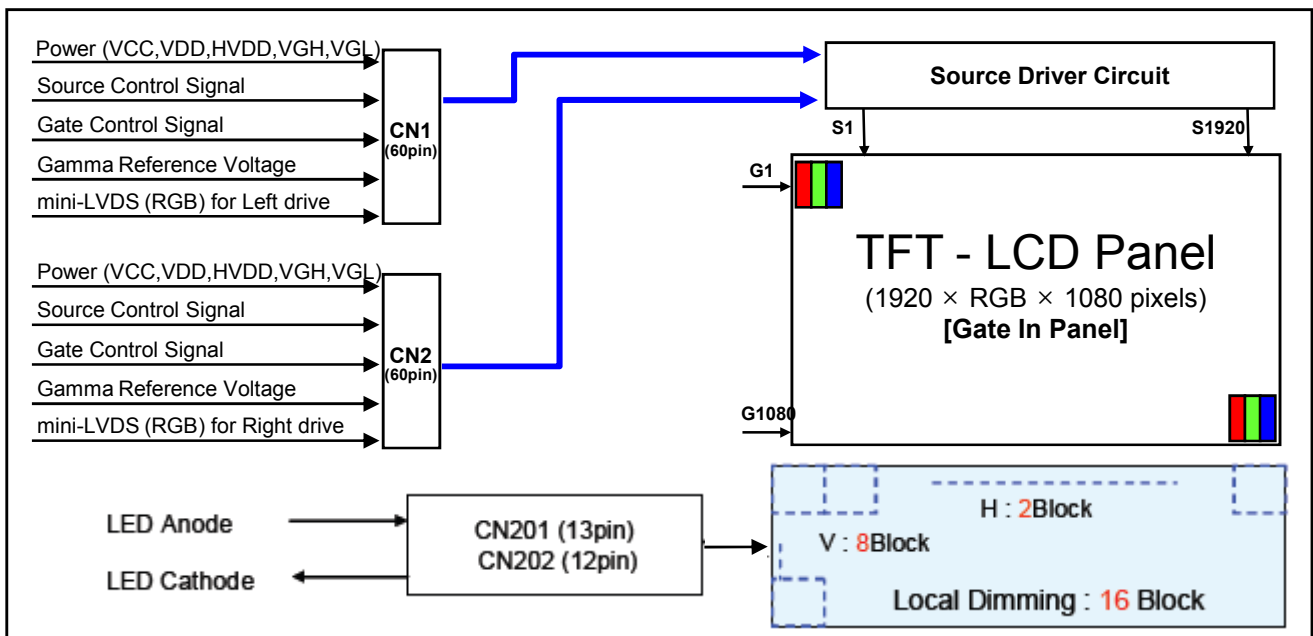 Power (VCC,VDD,HVDD,VGH,VGL)
Source Control Signal
Gate Control Signal
Gamma Reference Voltage
mini-LVDS (RGB) for Left drive
CN1
(60pin)
Power (VCC,VDD,HVDD,VGH,VGL)
Source Control Signal
Gate Control Signal
Gamma Reference Voltage
mini-LVDS (RGB) for Right drive
CN2
(60pin)
Source Driver Circuit
S1
S1920
G1
TFT - LCD Panel
(1920 × RGB × 1080 pixels)
[Gate In Panel]
G1080
LED Anode
LED Cathode
CN201 (13pin)
CN202 (12pin)
H : 2Block
V : 8Block
Local Dimming : 16 Block